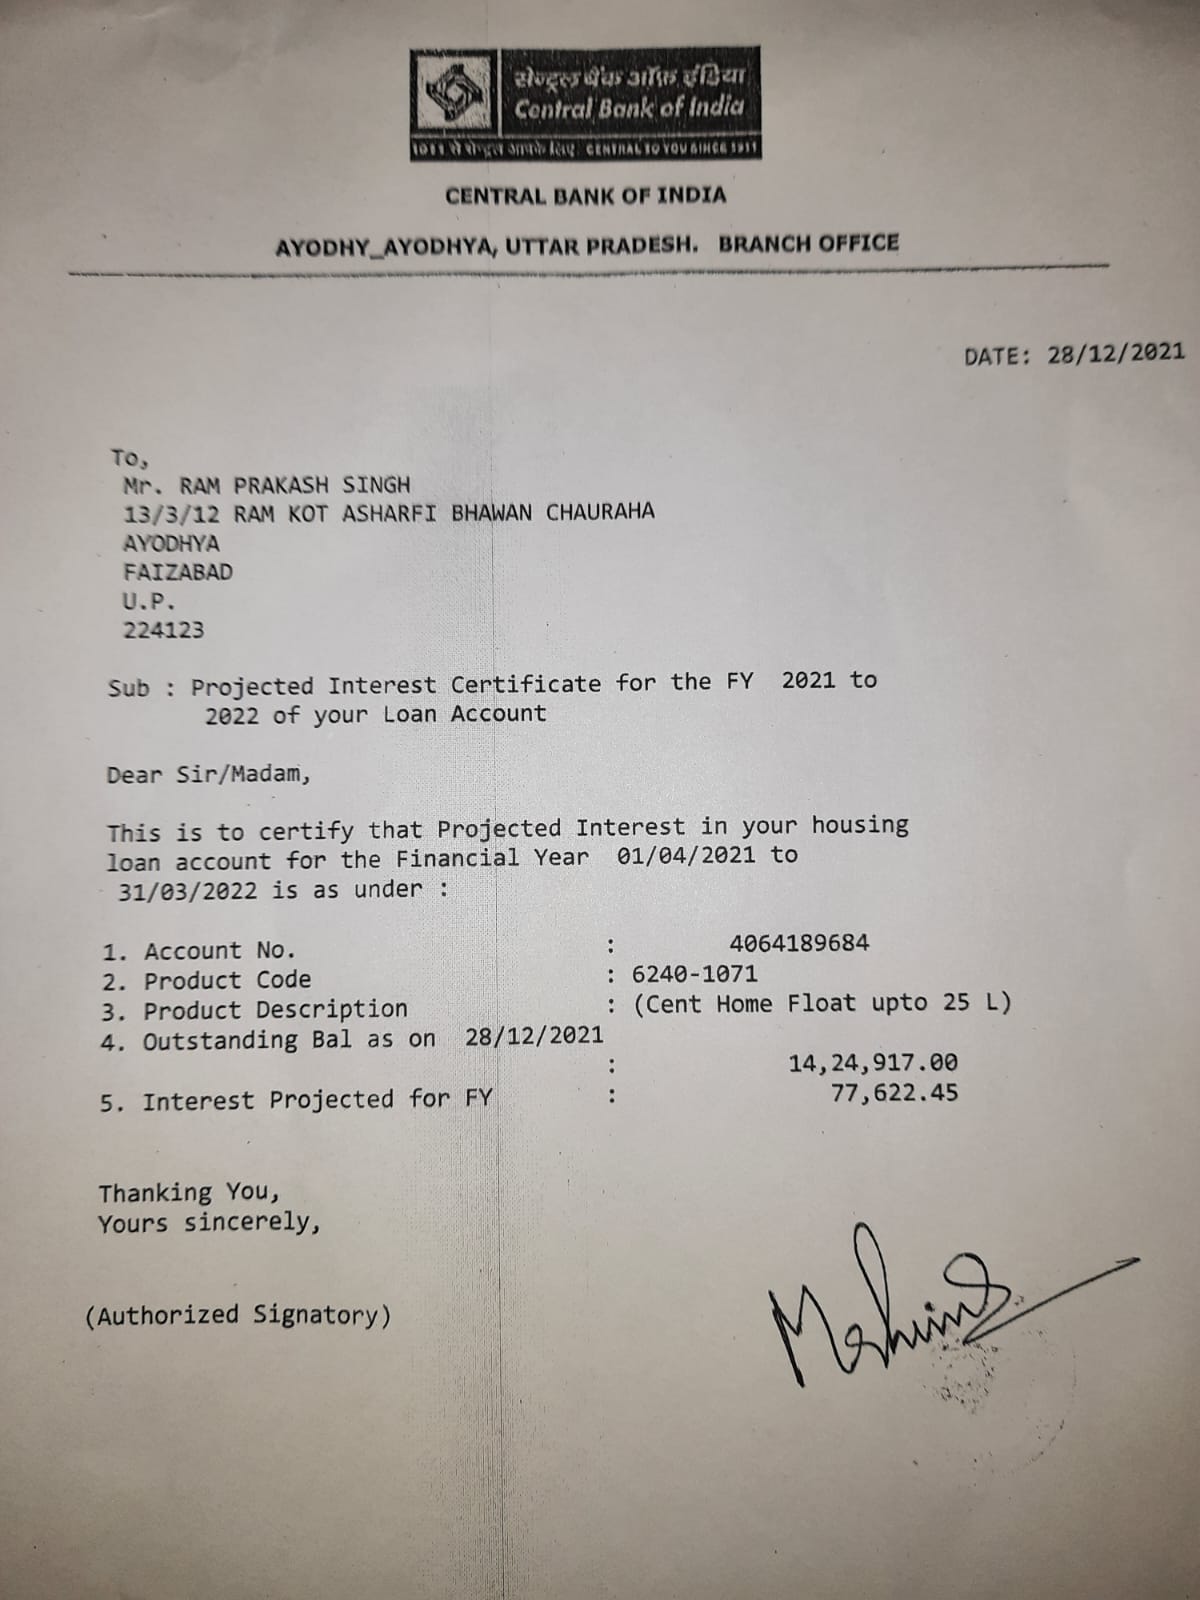 सेन्ट्रल बैंक ऑफ़ इंडिया
Central Bank of India
1911 से सेन्ट्रल आपके लिए CENTRAL TO YOU SINCE 1911
CENTRAL BANK OF INDIA
AYODHY_AYODHYA, UTTAR PRADESH. BRANCH OFFICE
DATE: 28/12/2021
To,
Mr. RAM PRAKASH SINGH
13/3/12 RAM KOT ASHARFI BHAWAN CHAURAHA
AYODHYA
FAIZABAD
U.P.
224123
Sub : Projected Interest Certificate for the FY 2021 to
2022 of your Loan Account
Dear Sir/Madam,
This is to certify that Projected Interest in your housing
loan account for the Financial Year 01/04/2021 to
31/03/2022 is as under :
1. Account No. : 4064189684
2. Product Code : 6240-1071
3. Product Description : (Cent Home Float upto 25 L)
4. Outstanding Bal as on 28/12/2021
: 14,24,917.00
5. Interest Projected for FY : 77,622.45
Thanking You,
Yours sincerely,
(Authorized Signatory)